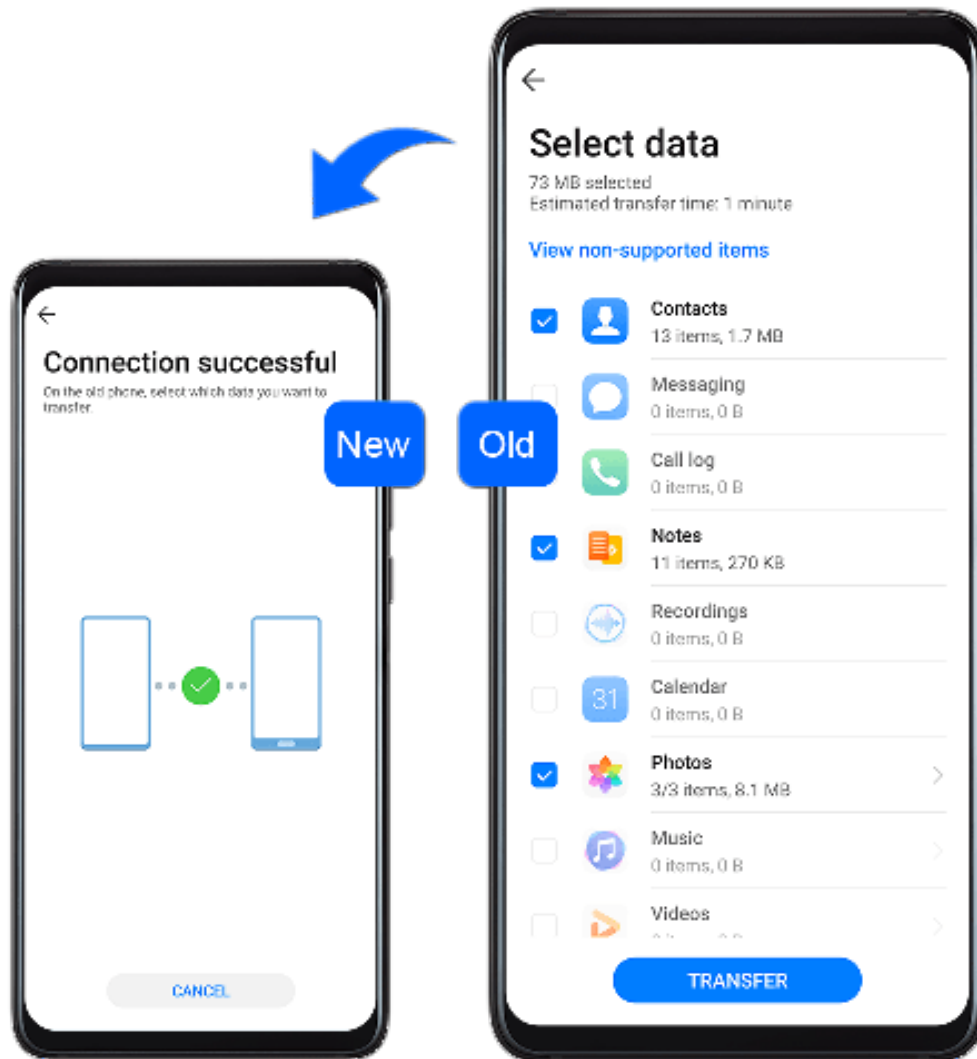 Connection successful
On the old phone, select which data you want to
transfer.
CANCEL
New
Old
Select data
73 MB selected
Estimated transfer time: 1 minute
View non-supported items
Contacts
13 items, 1.7 MB
Messaging
0 items, 0 B
Call log
0 items, 0 B
Notes
11 items, 270 KB
Recordings
0 items, 0 B
31
Calendar
0 items, 0 B
Photos
3/3 items, 8.1 MB
Music
0 items, 0 B
Videos
TRANSFER